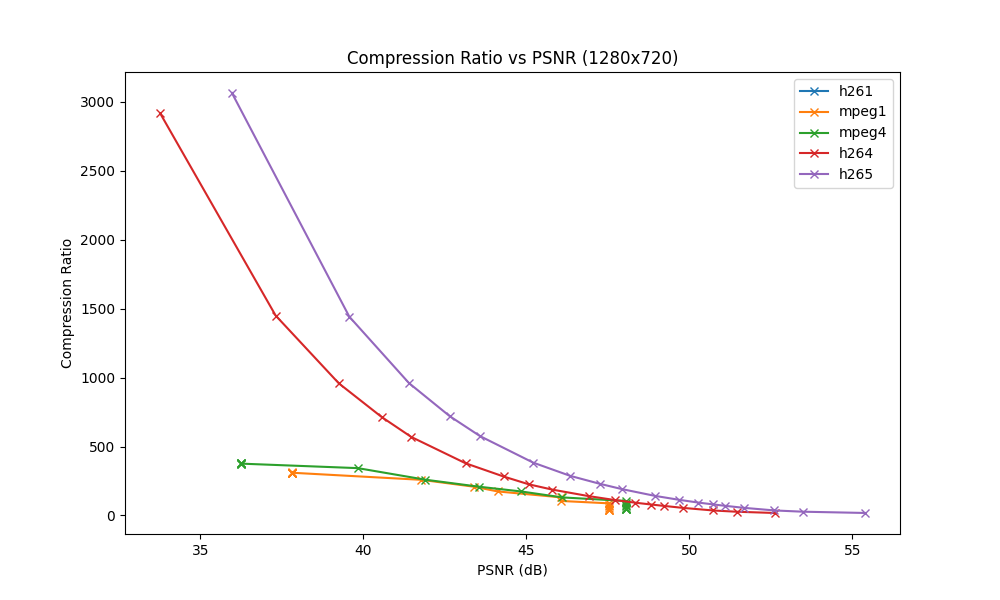 Compression Ratio vs PSNR (1280x720)
h261
mpeg1
mpeg4
h264
h265
3000
2500
2000
1500
1000
500
0
Compression Ratio
35 40 45 50 55
PSNR (dB)